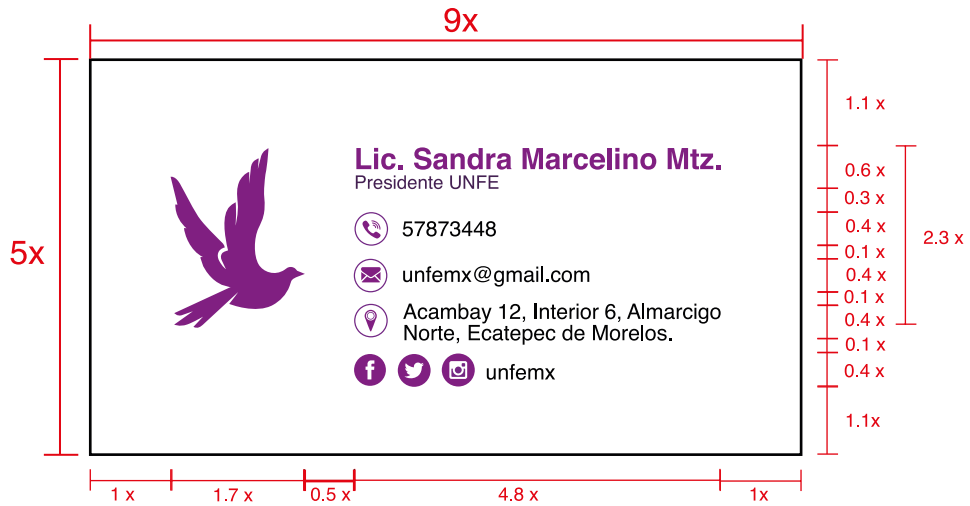 9x
5x
Lic. Sandra Marcelino Mtz.
Presidente UNFE
57873448
unfemx@gmail.com
Acambay 12, Interior 6, Almarcigo
Norte, Ecatepec de Morelos.
unfemx
1.1 x
0.6 x
0.3 x
0.4 x
0.1 x
0.4 x
0.1 x
0.4 x
0.1 x
0.4 x
1.1x
2.3 x
1 x
1.7 x
0.5 x
4.8 x
1x